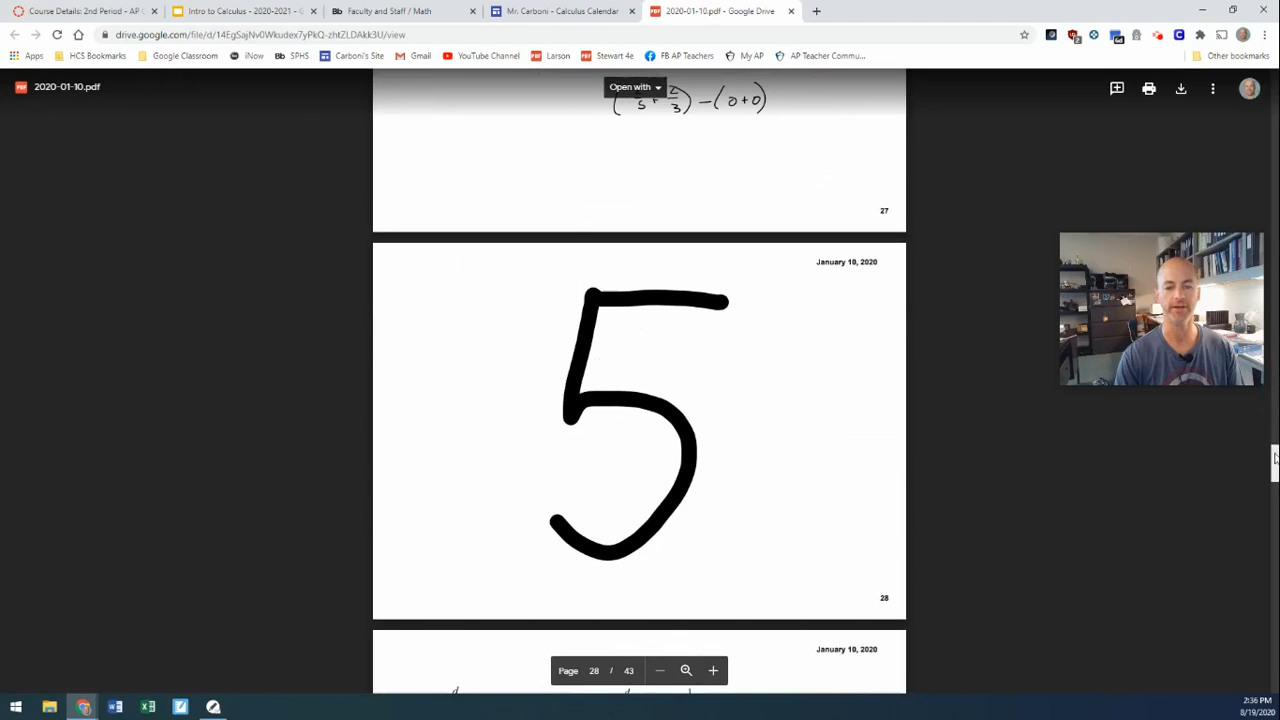 Course Details: 2nd Period - AP C
Intro to Calculus - 2020-2021 - G
Faculty and Staff / Math
Mr. Carboni - Calculus Calendar
2020-01-10.pdf - Google Drive
drive.google.com/file/d/14EgSajNv0Wkudex7yPkQ-zhtZLDAkk3U/view
Apps
HCS Bookmarks
Google Classroom
iNow
Bb SPHS
Carboni's Site
Gmail
YouTube Channel
Larson
Stewart 4e
FB AP Teachers
My AP
AP Teacher Commu...
Other bookmarks
PDF 2020-01-10.pdf
Open with
3) - (0+0)
27
January 10, 2020
5
28
January 10, 2020
Page 28 / 43
2:36 PM
8/19/2020